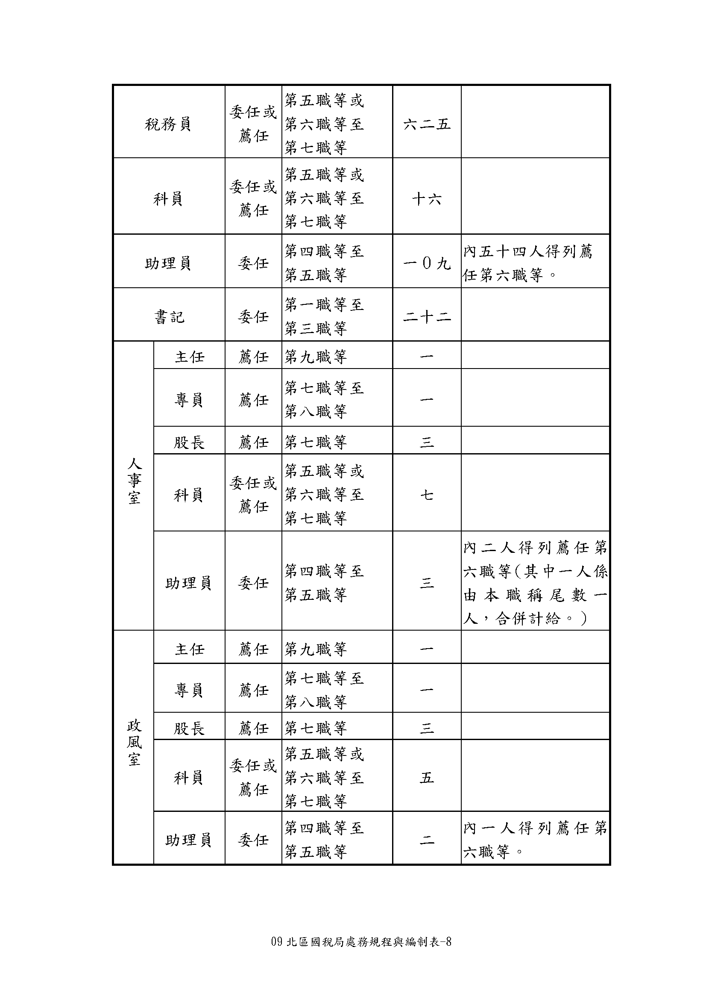 稅務員
委任或
薦任
第五職等或
第六職等至
第七職等
六二五
科員
委任或
薦任
第五職等或
第六職等至
第七職等
十六
助理員
委任
第四職等至
第五職等
一0九
內五十四人得列薦
任第六職等。
書記
委任
第一職等至
第三職等
二十二
人事室
主任
薦任
第九職等
一
專員
薦任
第七職等至
第八職等
一
股長
薦任
第七職等
三
科員
委任或
薦任
第五職等或
第六職等至
第七職等
七
助理員
委任
第四職等至
第五職等
三
內二人得列薦任第
六職等(其中一人係
由本職稱尾數一
人，合併計給。)
政風室
主任
薦任
第九職等
一
專員
薦任
第七職等至
第八職等
一
股長
薦任
第七職等
三
科員
委任或
薦任
第五職等或
第六職等至
第七職等
五
助理員
委任
第四職等至
第五職等
二
內一人得列薦任第
六職等。
09 北區國稅局處務規程與編制表-8